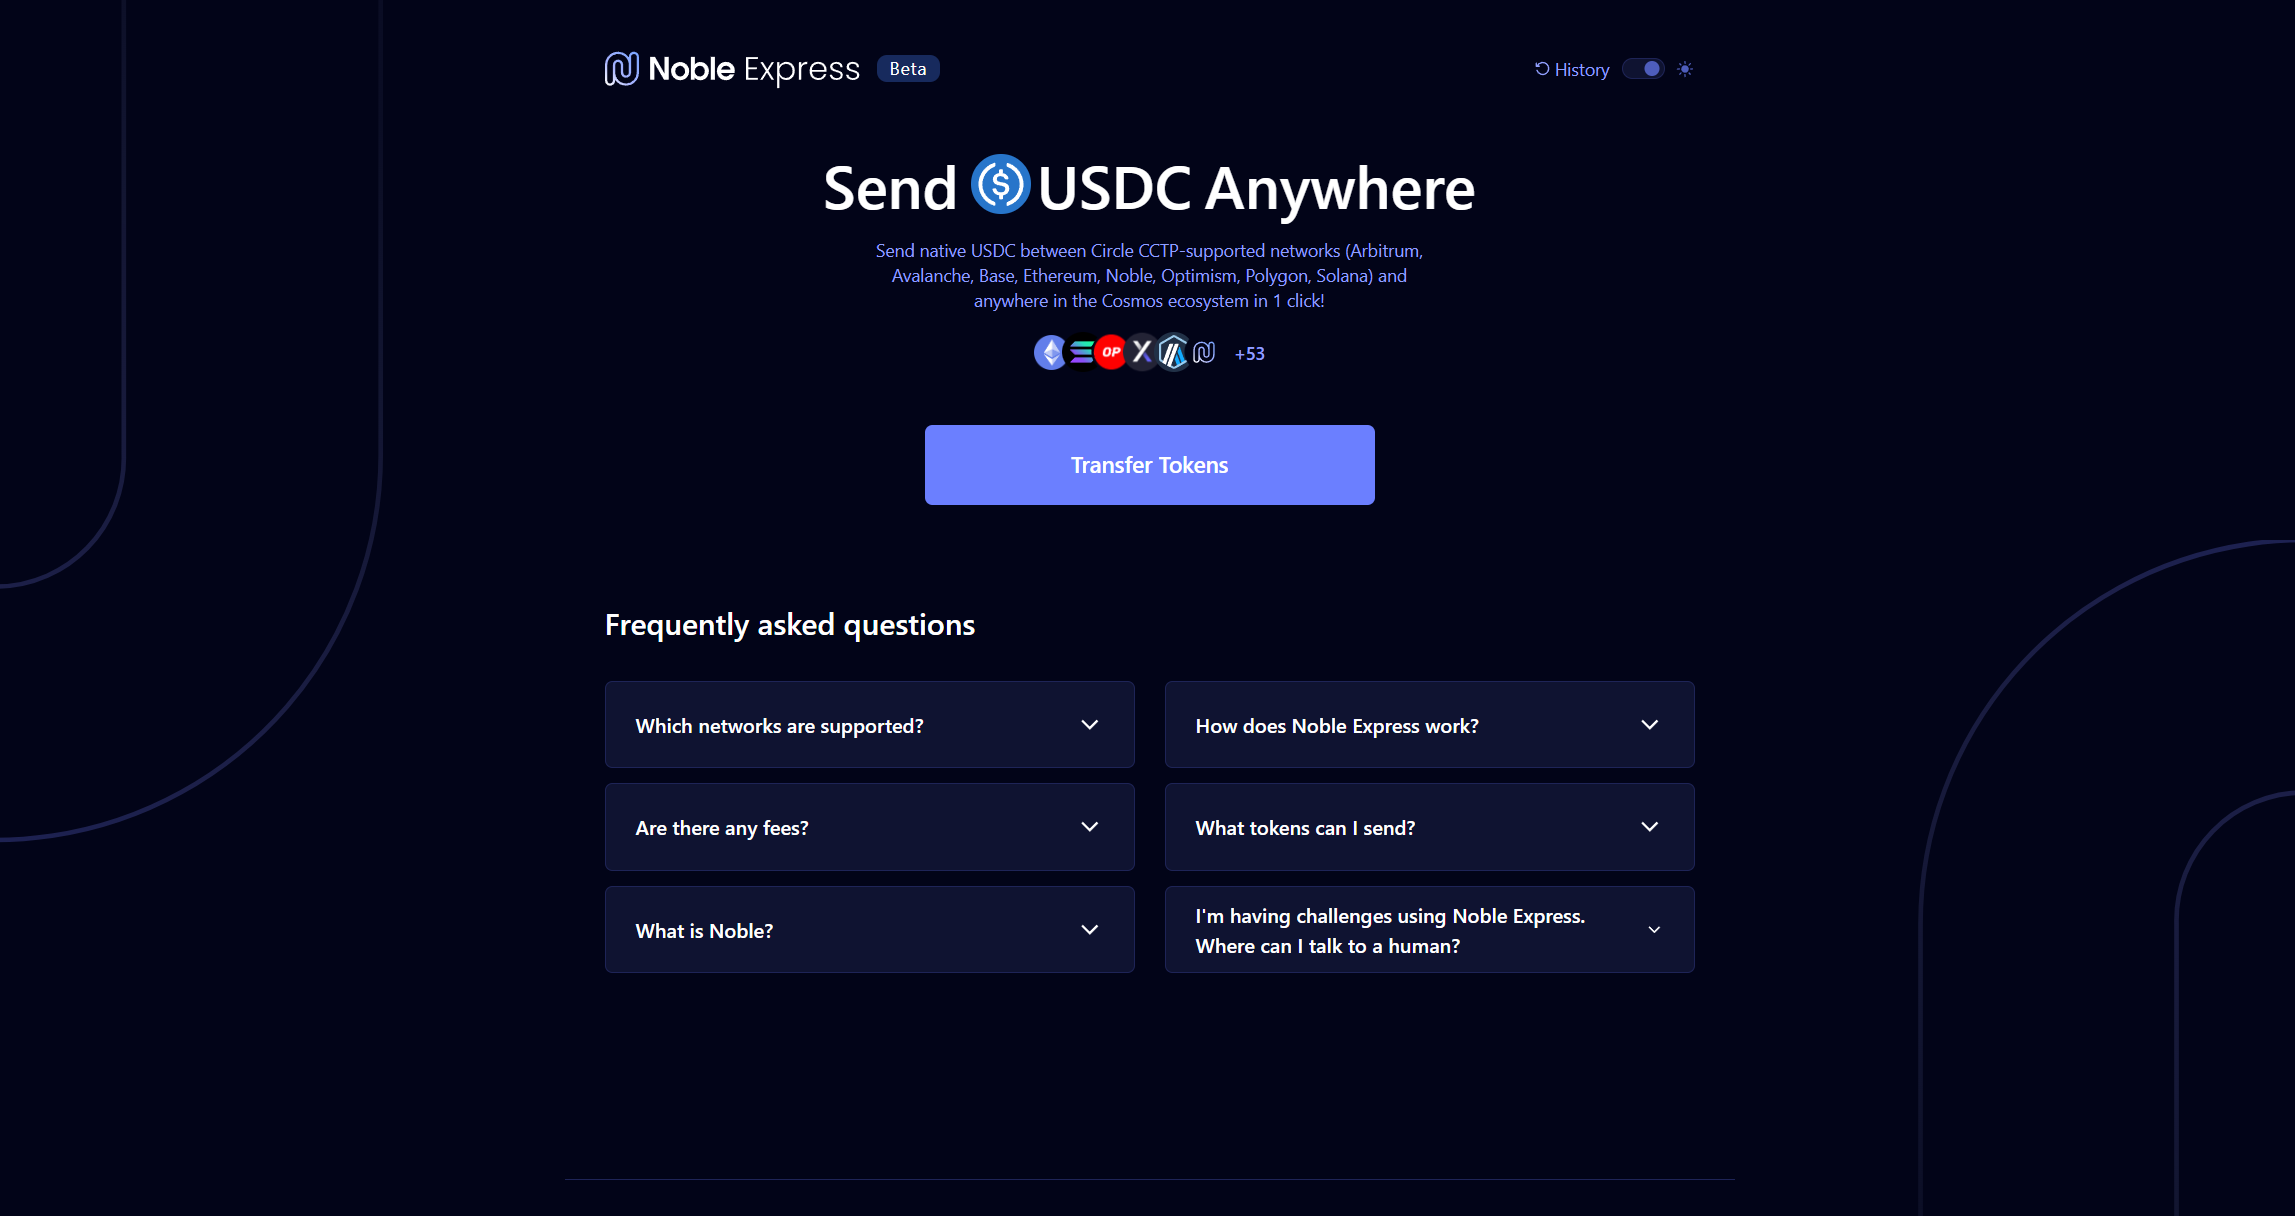 Noble Express Beta
History
Send USDC Anywhere
Send native USDC between Circle CCTP-supported networks (Arbitrum,
Avalanche, Base, Ethereum, Noble, Optimism, Polygon, Solana) and
anywhere in the Cosmos ecosystem in 1 click!
OP
+53
Transfer Tokens
Frequently asked questions
Which networks are supported?
How does Noble Express work?
Are there any fees?
What tokens can I send?
What is Noble?
I'm having challenges using Noble Express.
Where can I talk to a human?